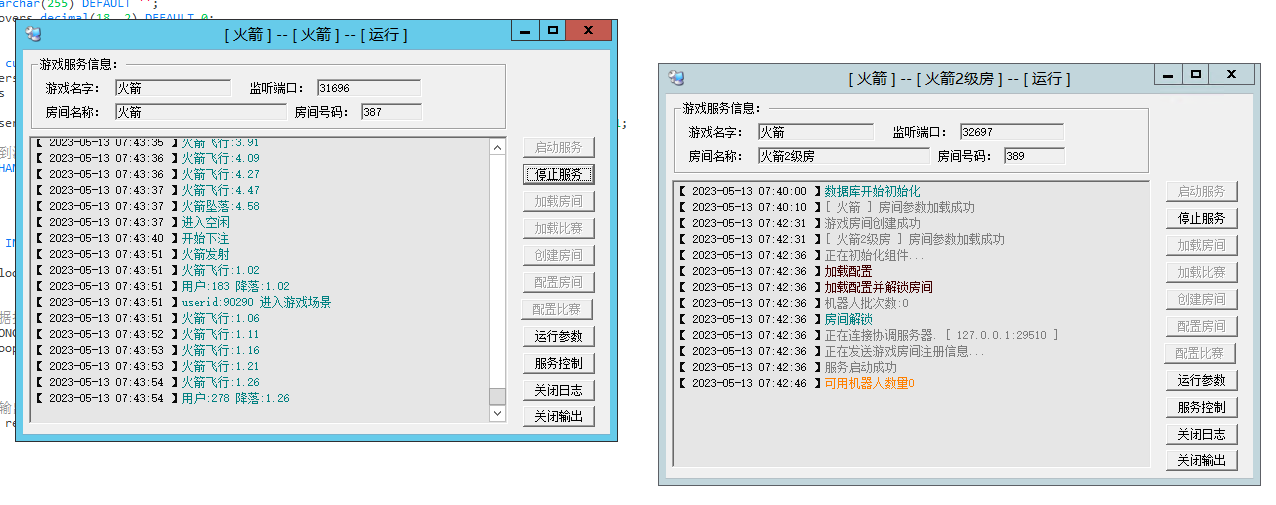 archar(255) DEFAULT '';
overs decimal(18, 2) DEFAULT 0;
[ 火箭 ] -- [ 火箭 ] -- [ 运行 ]
游戏服务信息：
游戏名字： 火箭 监听端口： 31696
房间名称： 火箭 房间号码： 387
【 2023-05-13 07:43:35 】火箭飞行:3.91
【 2023-05-13 07:43:36 】火箭飞行:4.09
【 2023-05-13 07:43:36 】火箭飞行:4.27
【 2023-05-13 07:43:37 】火箭飞行:4.47
【 2023-05-13 07:43:37 】火箭坠落:4.58
【 2023-05-13 07:43:37 】进入空闲
【 2023-05-13 07:43:40 】开始下注
【 2023-05-13 07:43:51 】火箭发射
【 2023-05-13 07:43:51 】火箭飞行:1.02
【 2023-05-13 07:43:51 】用户:183 降落:1.02
【 2023-05-13 07:43:51 】userid:90290 进入游戏场景
【 2023-05-13 07:43:51 】火箭飞行:1.06
【 2023-05-13 07:43:52 】火箭飞行:1.11
【 2023-05-13 07:43:53 】火箭飞行:1.16
【 2023-05-13 07:43:53 】火箭飞行:1.21
【 2023-05-13 07:43:54 】火箭飞行:1.26
【 2023-05-13 07:43:54 】用户:278 降落:1.26
启动服务
停止服务
加载房间
加载比赛
创建房间
配置房间
配置比赛
运行参数
服务控制
关闭日志
关闭输出
[ 火箭 ] -- [ 火箭2级房 ] -- [ 运行 ]
游戏服务信息：
游戏名字： 火箭 监听端口： 32697
房间名称： 火箭2级房 房间号码： 389
【 2023-05-13 07:40:00 】数据库开始初始化
【 2023-05-13 07:40:10 】[ 火箭 ] 房间参数加载成功
【 2023-05-13 07:42:31 】游戏房间创建成功
【 2023-05-13 07:42:31 】[ 火箭2级房 ] 房间参数加载成功
【 2023-05-13 07:42:36 】正在初始化组件...
【 2023-05-13 07:42:36 】加载配置
【 2023-05-13 07:42:36 】加载配置并解锁房间
【 2023-05-13 07:42:36 】机器人批次数:0
【 2023-05-13 07:42:36 】房间解锁
【 2023-05-13 07:42:36 】正在连接协调服务器. [ 127.0.0.1:29510 ]
【 2023-05-13 07:42:36 】正在发送游戏房间注册信息...
【 2023-05-13 07:42:36 】服务启动成功
【 2023-05-13 07:42:46 】可用机器人数量0
启动服务
停止服务
加载房间
加载比赛
创建房间
配置房间
配置比赛
运行参数
服务控制
关闭日志
关闭输出